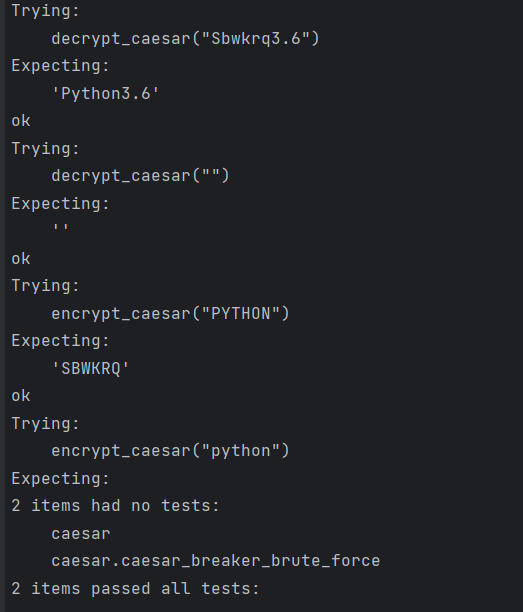 Trying:
    decrypt_caesar("Sbwkrq3.6")
Expecting:
    'Python3.6'
ok
Trying:
    decrypt_caesar("")
Expecting:
    ''
ok
Trying:
    encrypt_caesar("PYTHON")
Expecting:
    'SBWKRQ'
ok
Trying:
    encrypt_caesar("python")
Expecting:
2 items had no tests:
    caesar
    caesar.caesar_breaker_brute_force
2 items passed all tests: